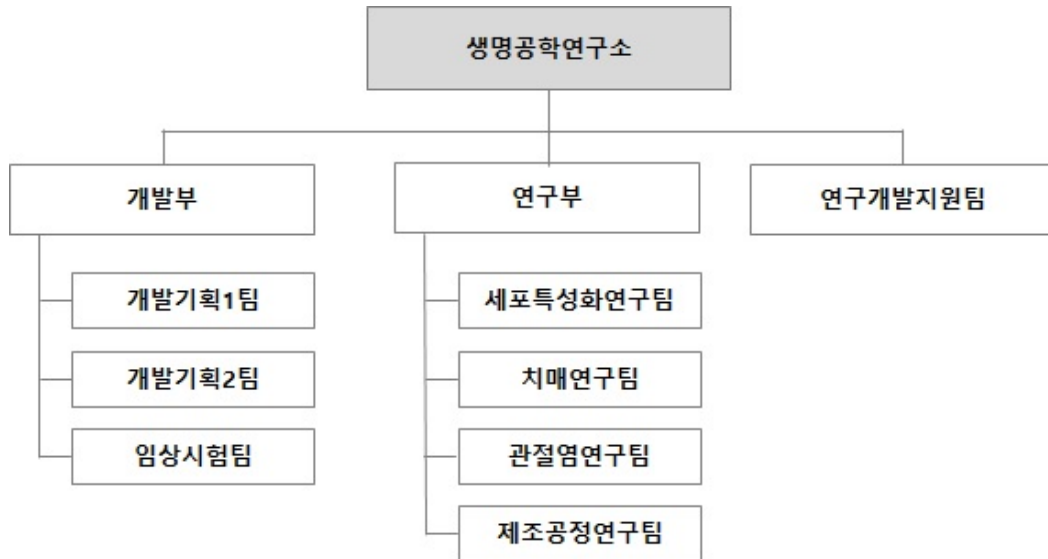 생명공학연구소
개발부
연구부
연구개발지원팀
개발기획1팀
개발기획2팀
임상시험팀
세포특성화연구팀
치매연구팀
관절염연구팀
제조공정연구팀